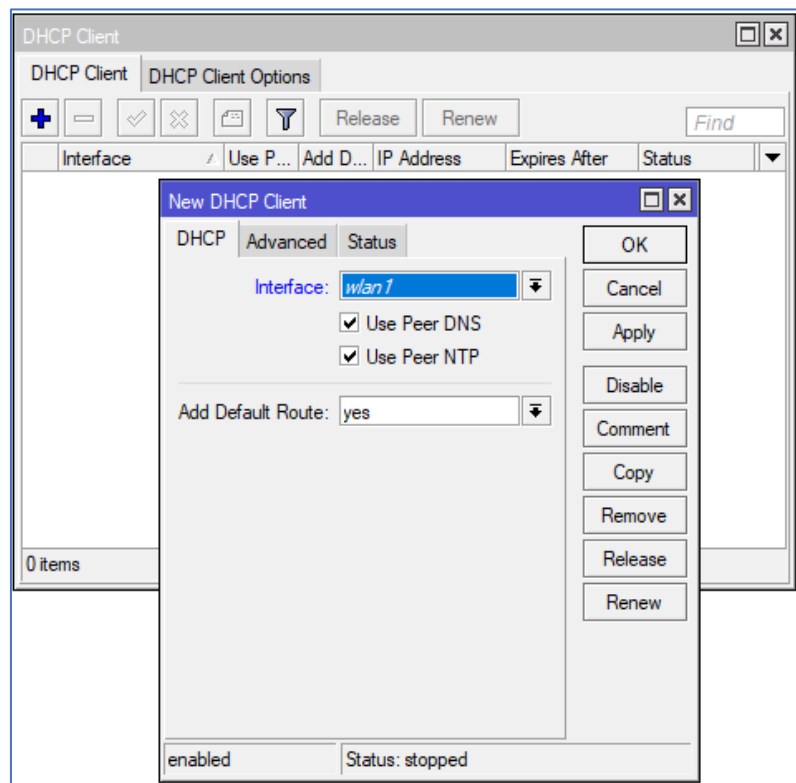 DHCP Client
DHCP Client DHCP Client Options
Release Renew Find
Interface Use P... Add D... IP Address Expires After Status
New DHCP Client
DHCP Advanced Status
OK
Interface: wlan1
Cancel
Use Peer DNS
Apply
Use Peer NTP
Disable
Add Default Route: yes
Comment
Copy
Remove
Release
Renew
0 items
enabled Status: stopped